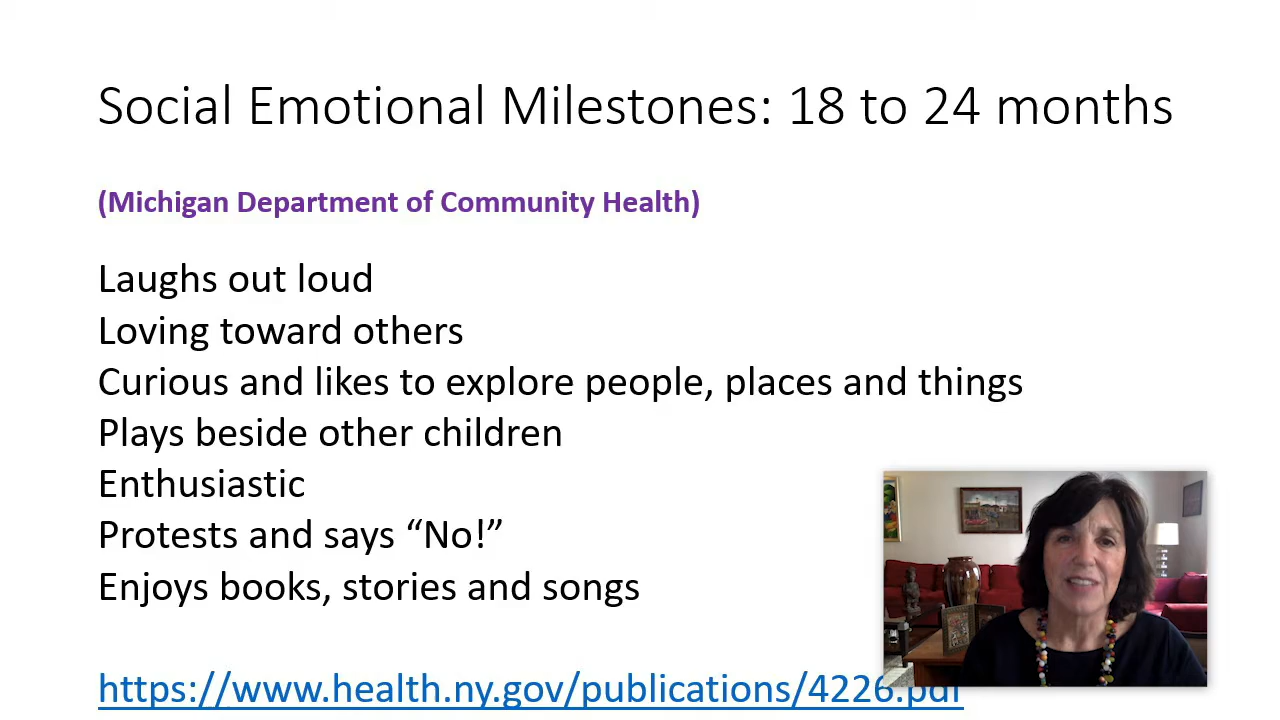 Social Emotional Milestones: 18 to 24 months
(Michigan Department of Community Health)
Laughs out loud
Loving toward others
Curious and likes to explore people, places and things
Plays beside other children
Enthusiastic
Protests and says “No!”
Enjoys books, stories and songs
https://www.health.ny.gov/publications/4226.pdf